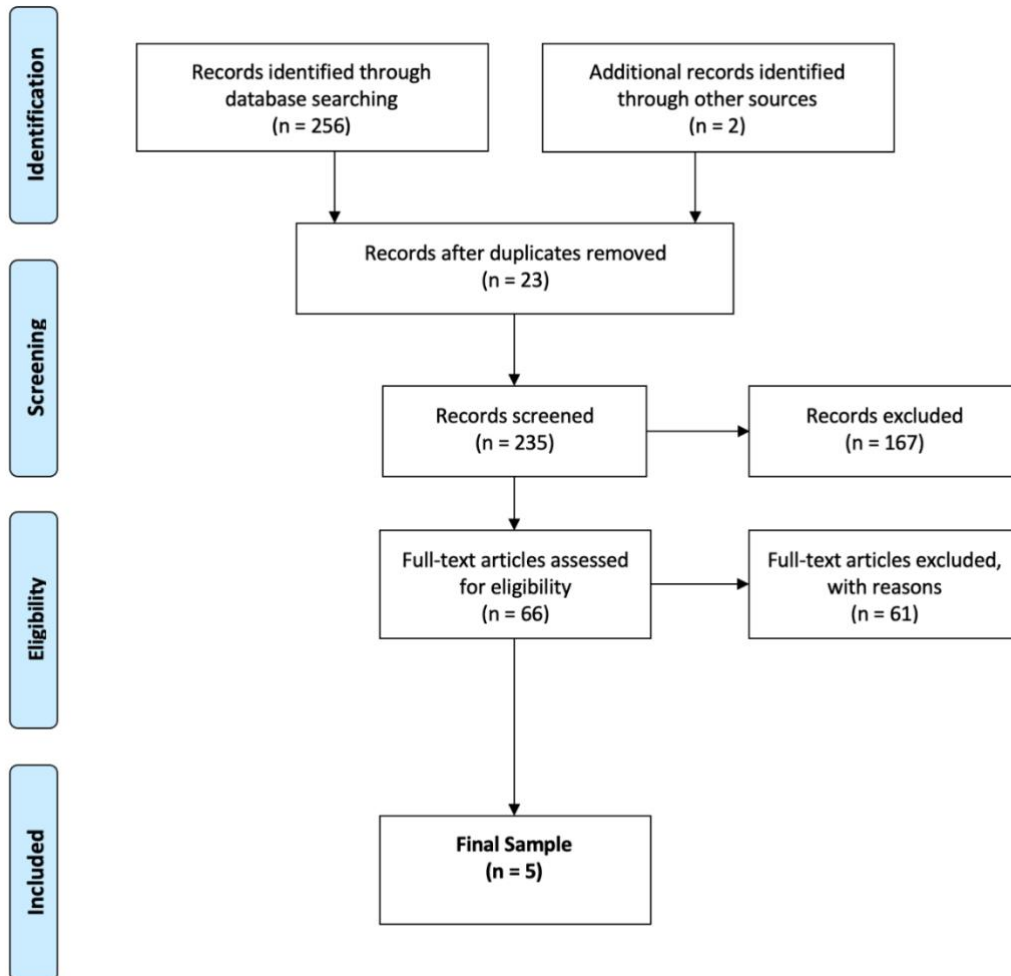 Identification
Records identified through
database searching
(n = 256)
Additional records identified
through other sources
(n = 2)
Records after duplicates removed
(n = 23)
Screening
Records screened
(n = 235)
Records excluded
(n = 167)
Eligibility
Full-text articles assessed
for eligibility
(n = 66)
Full-text articles excluded,
with reasons
(n = 61)
Included
Final Sample
(n = 5)